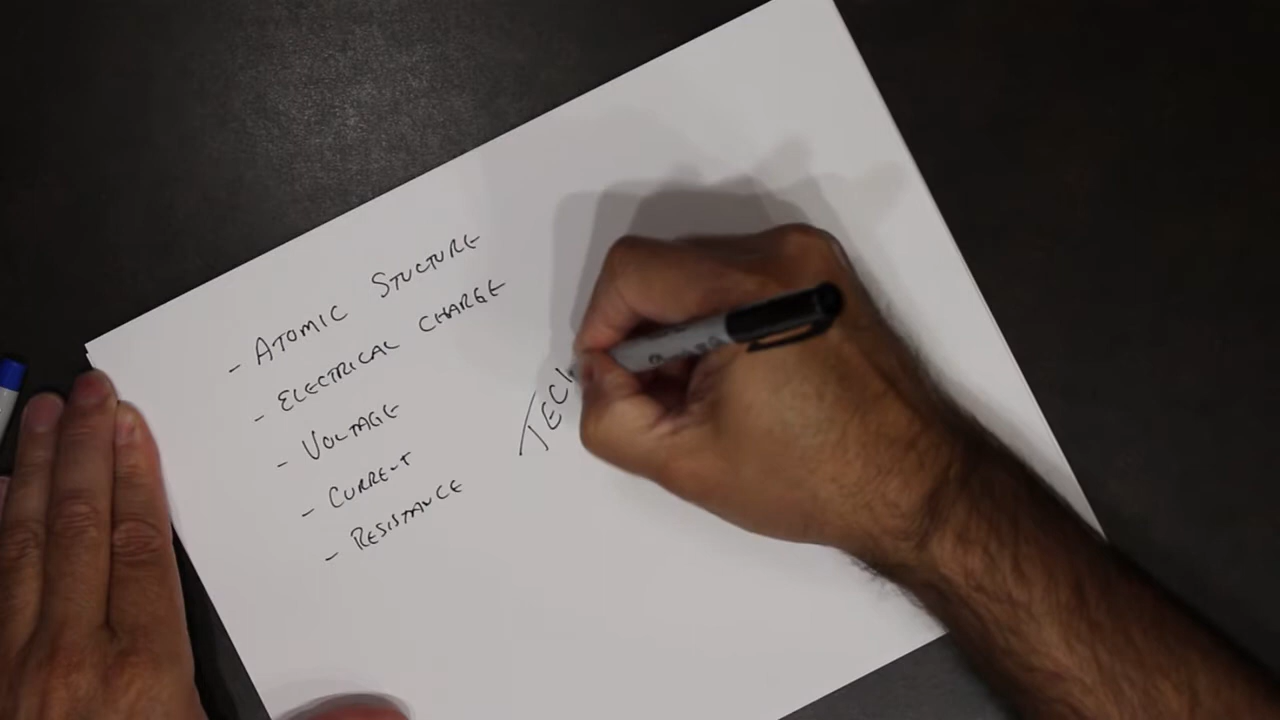 - ATOMIC STUCTURE
- ELECTRICAL CHARGE
- VOLTAGE
- CURRENT
- RESISTANCE